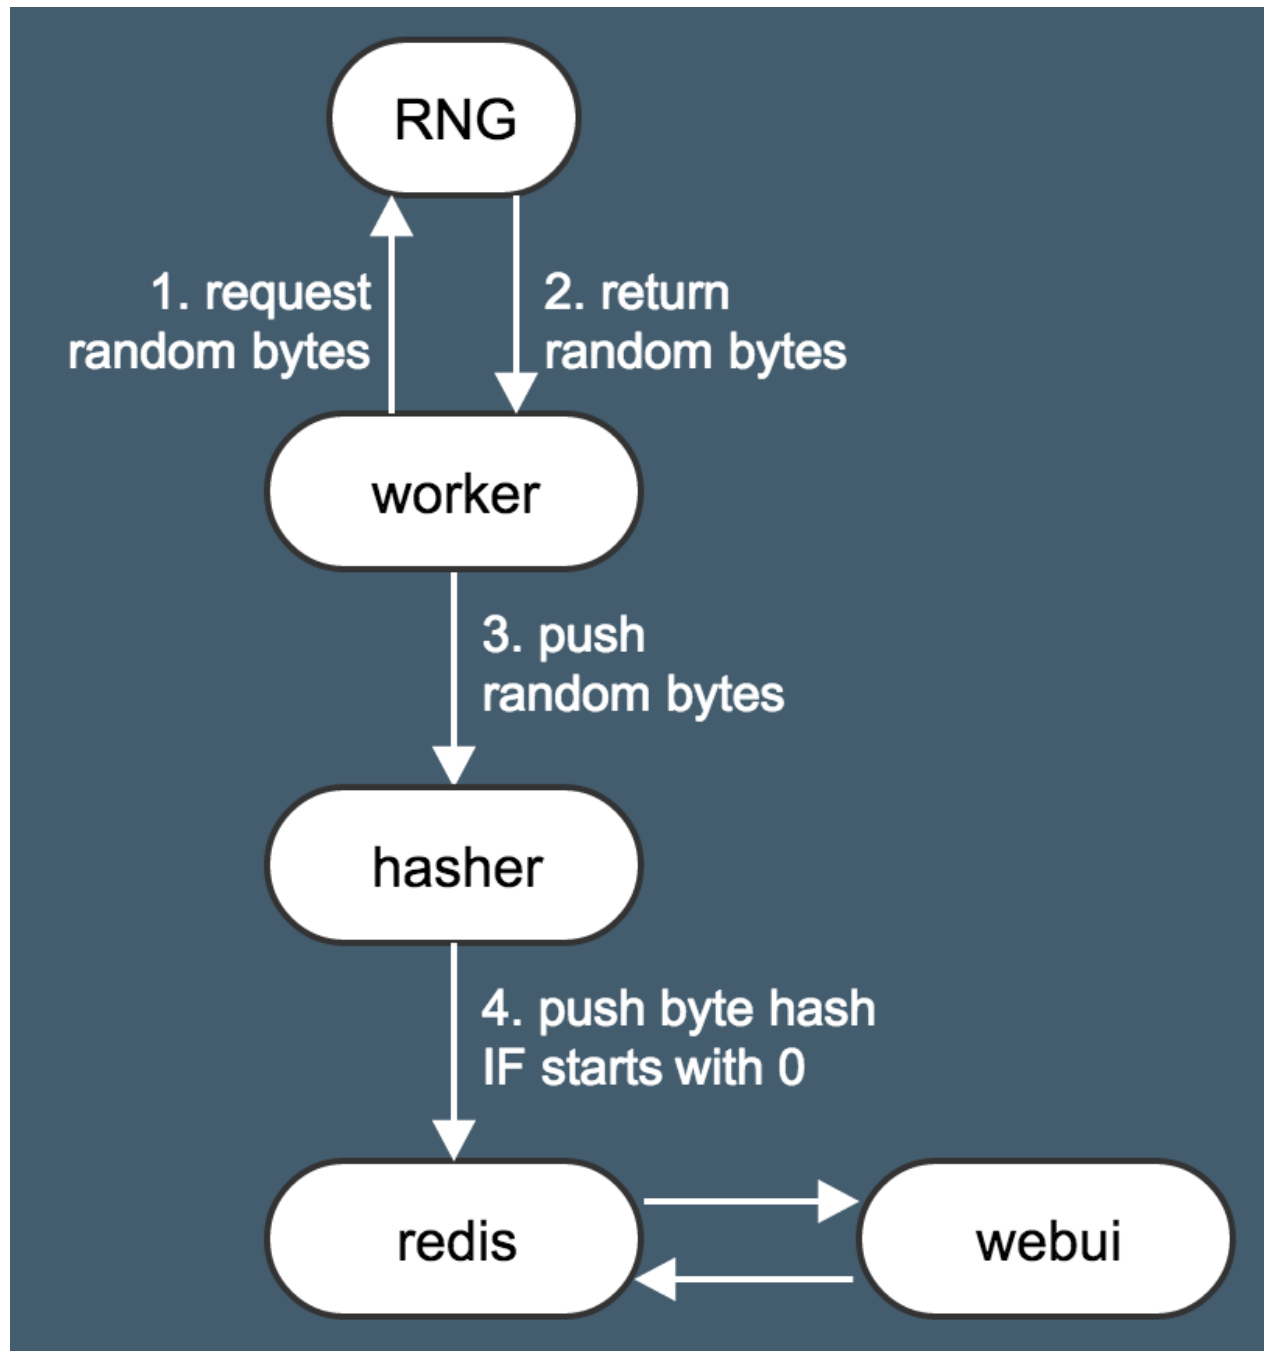 RNG
1. request
random bytes
2. return
random bytes
worker
3. push
random bytes
hasher
4. push byte hash
IF starts with 0
redis
webui